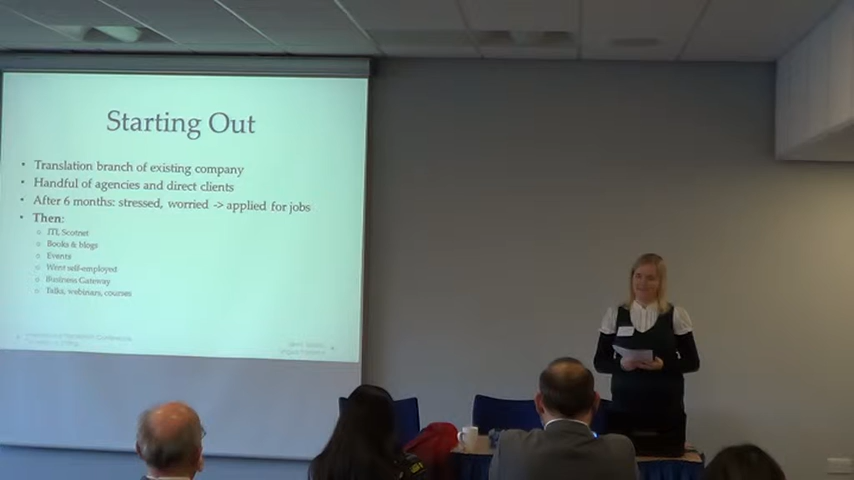 Starting Out
• Translation branch of existing company
• Handful of agencies and direct clients
• After 6 months: stressed, worried -> applied for jobs
• Then:
o ITI, Scotnet
o Books & blogs
o Events
o Went self-employed
o Business Gateway
o Talks, webinars, courses